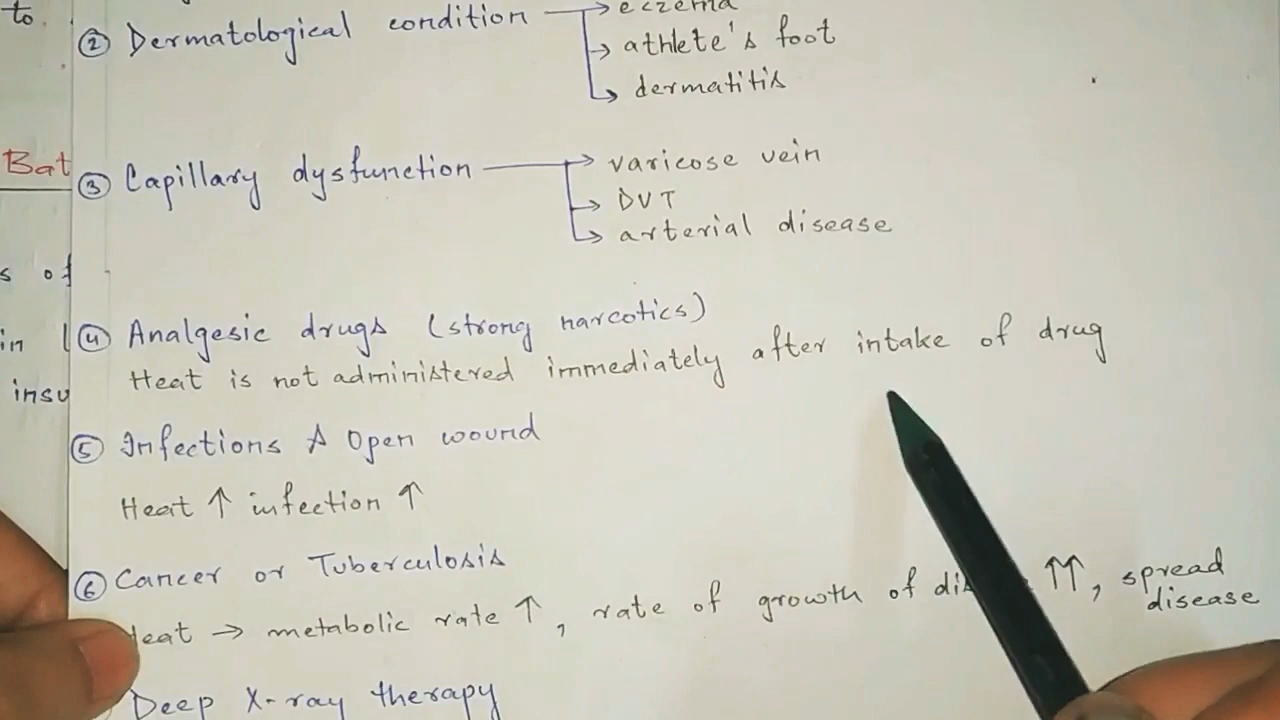 to
② Dermatological condition → eczema
→ athlete's foot
→ dermatitis
Bat
③ Capillary dysfunction → varicose vein
→ DVT
→ arterial disease
s of
④ Analgesic drugs (strong narcotics)
in
Heat is not administered immediately after intake of drug
insu
⑤ Infections & Open wound
Heat ↑ infection ↑
⑥ Cancer or Tuberculosis
Heat → metabolic rate ↑, rate of growth of dis ↑↑, spread disease
Deep X-ray therapy